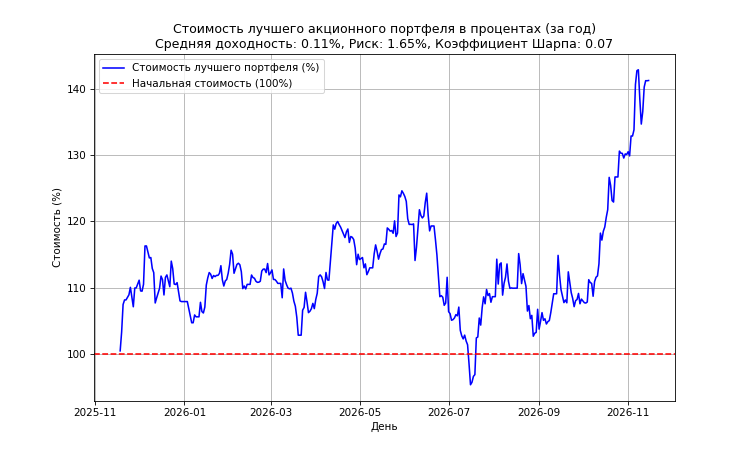 Стоимость лучшего акционного портфеля в процентах (за год)
Средняя доходность: 0.11%, Риск: 1.65%, Коэффициент Шарпа: 0.07
Стоимость лучшего портфеля (%)
Начальная стоимость (100%)
Стоимость (%)
140
130
120
110
100
2025-11
2026-01
2026-03
2026-05
2026-07
2026-09
2026-11
День